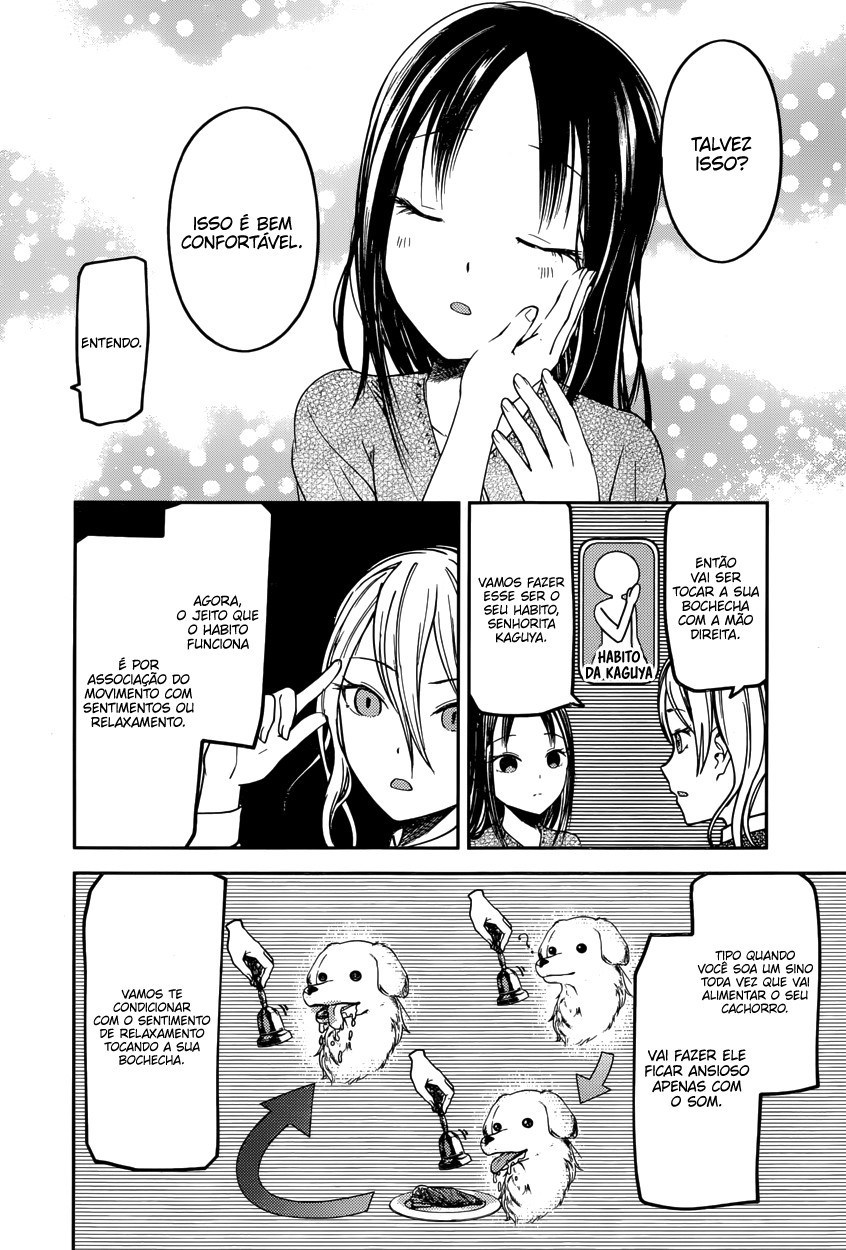 TALVEZ
ISSO?
ISSO É BEM
CONFORTÁVEL.
ENTENDO.
ENTÃO
VAI SER
TOCAR A SUA
BOCHECHA
COM A MÃO
DIREITA.
HABITO
DA KAGUYA
VAMOS FAZER
ESSE SER O
SEU HABITO,
SENHORITA
KAGUYA.
AGORA,
O JEITO QUE
O HABITO
FUNCIONA
É POR
ASSOCIAÇÃO DO
MOVIMENTO COM
SENTIMENTOS OU
RELAXAMENTO.
TIPO QUANDO
VOCÊ SOA UM SINO
TODA VEZ QUE VAI
ALIMENTAR O SEU
CACHORRO.
VAI FAZER ELE
FICAR ANSIOSO
APENAS COM
O SOM.
?
VAMOS TE
CONDICIONAR
COM O SENTIMENTO
DE RELAXAMENTO
TOCANDO A SUA
BOCHECHA.